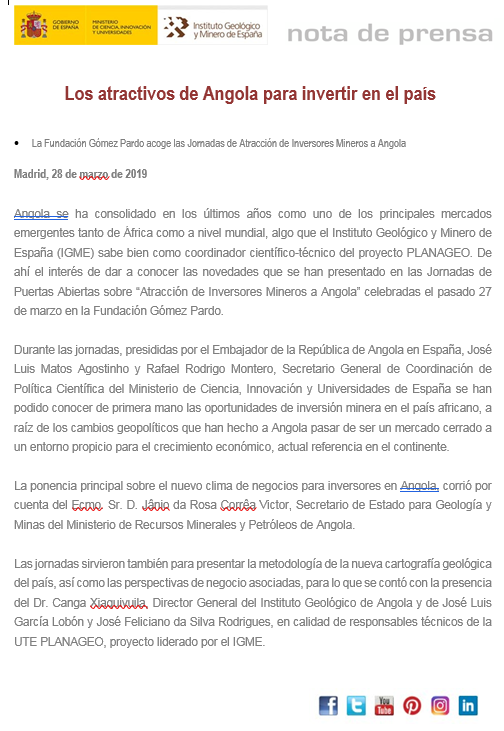 GOBIERNO
DE ESPAÑA
MINISTERIO
DE CIENCIA, INNOVACIÓN
Y UNIVERSIDADES
Instituto Geológico
y Minero de España
nota de prensa
Los atractivos de Angola para invertir en el país
• La Fundación Gómez Pardo acoge las Jornadas de Atracción de Inversores Mineros a Angola
Madrid, 28 de marzo de 2019
Angola se ha consolidado en los últimos años como uno de los principales mercados
emergentes tanto de África como a nivel mundial, algo que el Instituto Geológico y Minero de
España (IGME) sabe bien como coordinador científico-técnico del proyecto PLANAGEO. De
ahí el interés de dar a conocer las novedades que se han presentado en las Jornadas de
Puertas Abiertas sobre “Atracción de Inversores Mineros a Angola” celebradas el pasado 27
de marzo en la Fundación Gómez Pardo.
Durante las jornadas, presididas por el Embajador de la República de Angola en España, José
Luis Matos Agostinho y Rafael Rodrigo Montero, Secretario General de Coordinación de
Política Científica del Ministerio de Ciencia, Innovación y Universidades de España se han
podido conocer de primera mano las oportunidades de inversión minera en el país africano, a
raíz de los cambios geopolíticos que han hecho a Angola pasar de ser un mercado cerrado a
un entorno propicio para el crecimiento económico, actual referencia en el continente.
La ponencia principal sobre el nuevo clima de negocios para inversores en Angola, corrió por
cuenta del Ecmo. Sr. D. Jânio da Rosa Corrêa Victor, Secretario de Estado para Geología y
Minas del Ministerio de Recursos Minerales y Petróleos de Angola.
Las jornadas sirvieron también para presentar la metodología de la nueva cartografía geológica
del país, así como las perspectivas de negocio asociadas, para lo que se contó con la presencia
del Dr. Canga Xiaquivuila, Director General del Instituto Geológico de Angola y de José Luis
García Lobón y José Feliciano da Silva Rodrigues, en calidad de responsables técnicos de la
UTE PLANAGEO, proyecto liderado por el IGME.
You
Tube